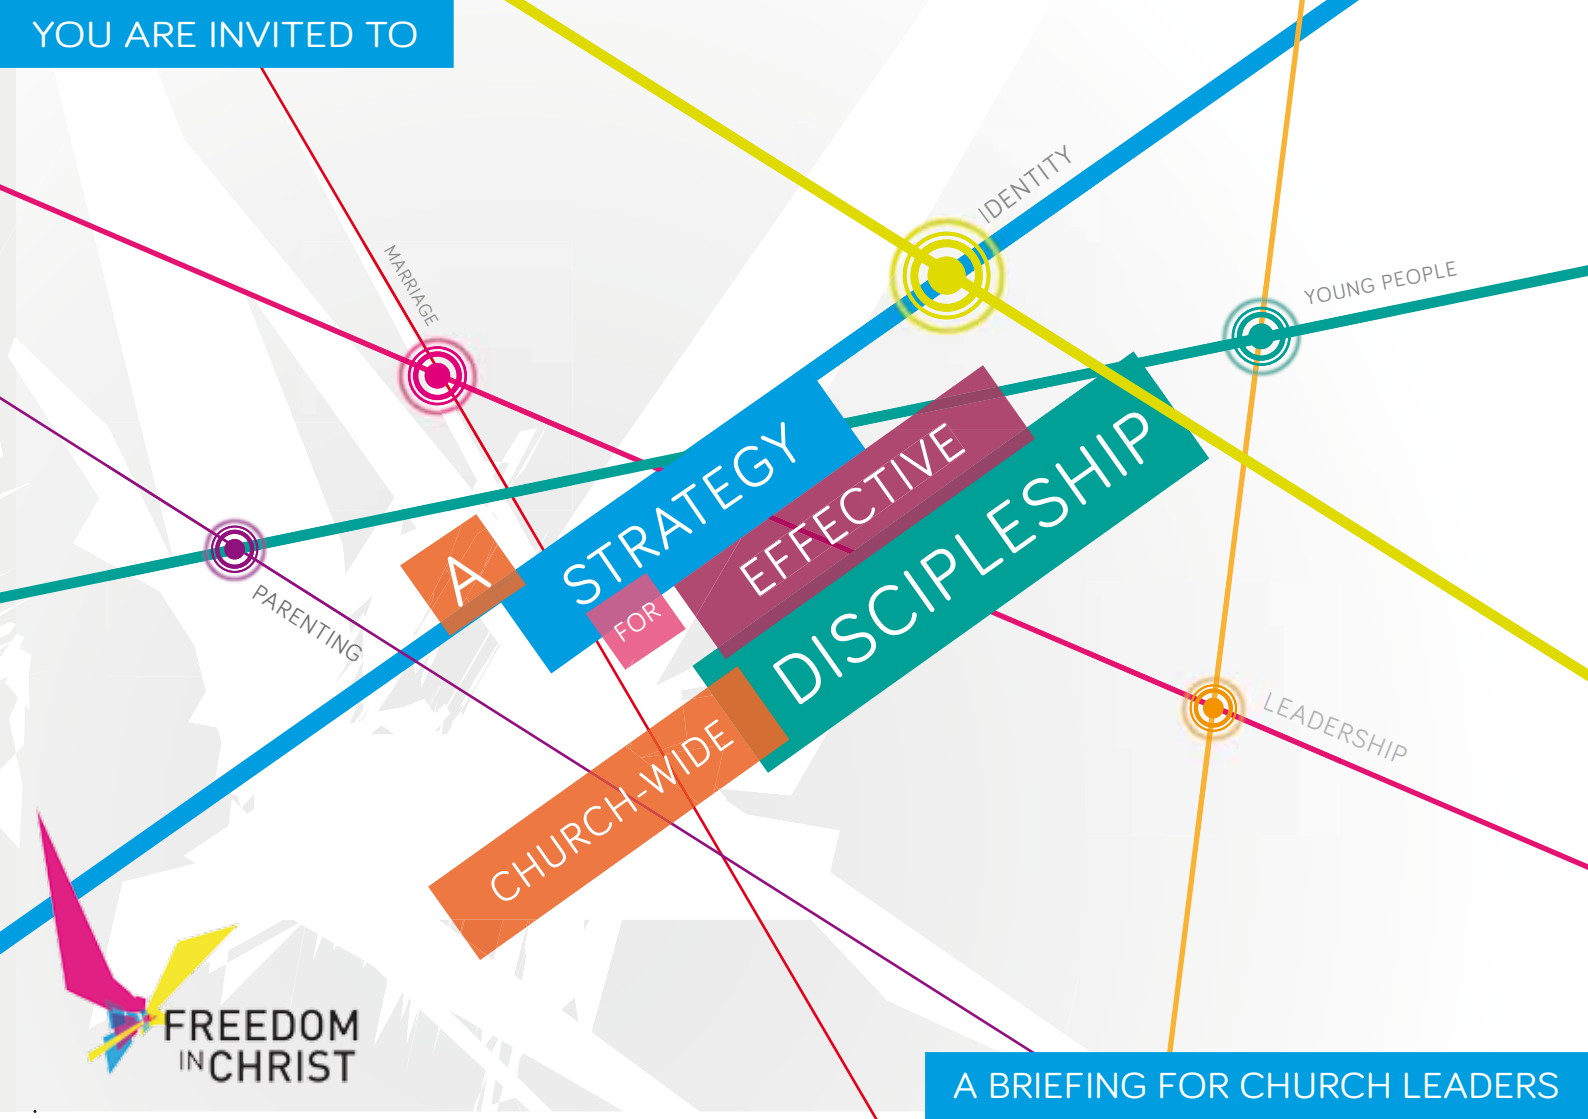 YOU ARE INVITED TO
IDENTITY
MARRIAGE
YOUNG PEOPLE
A
STRATEGY
FOR
EFFECTIVE
DISCIPLESHIP
CHURCH-WIDE
PARENTING
LEADERSHIP
FREEDOM
IN CHRIST
A BRIEFING FOR CHURCH LEADERS